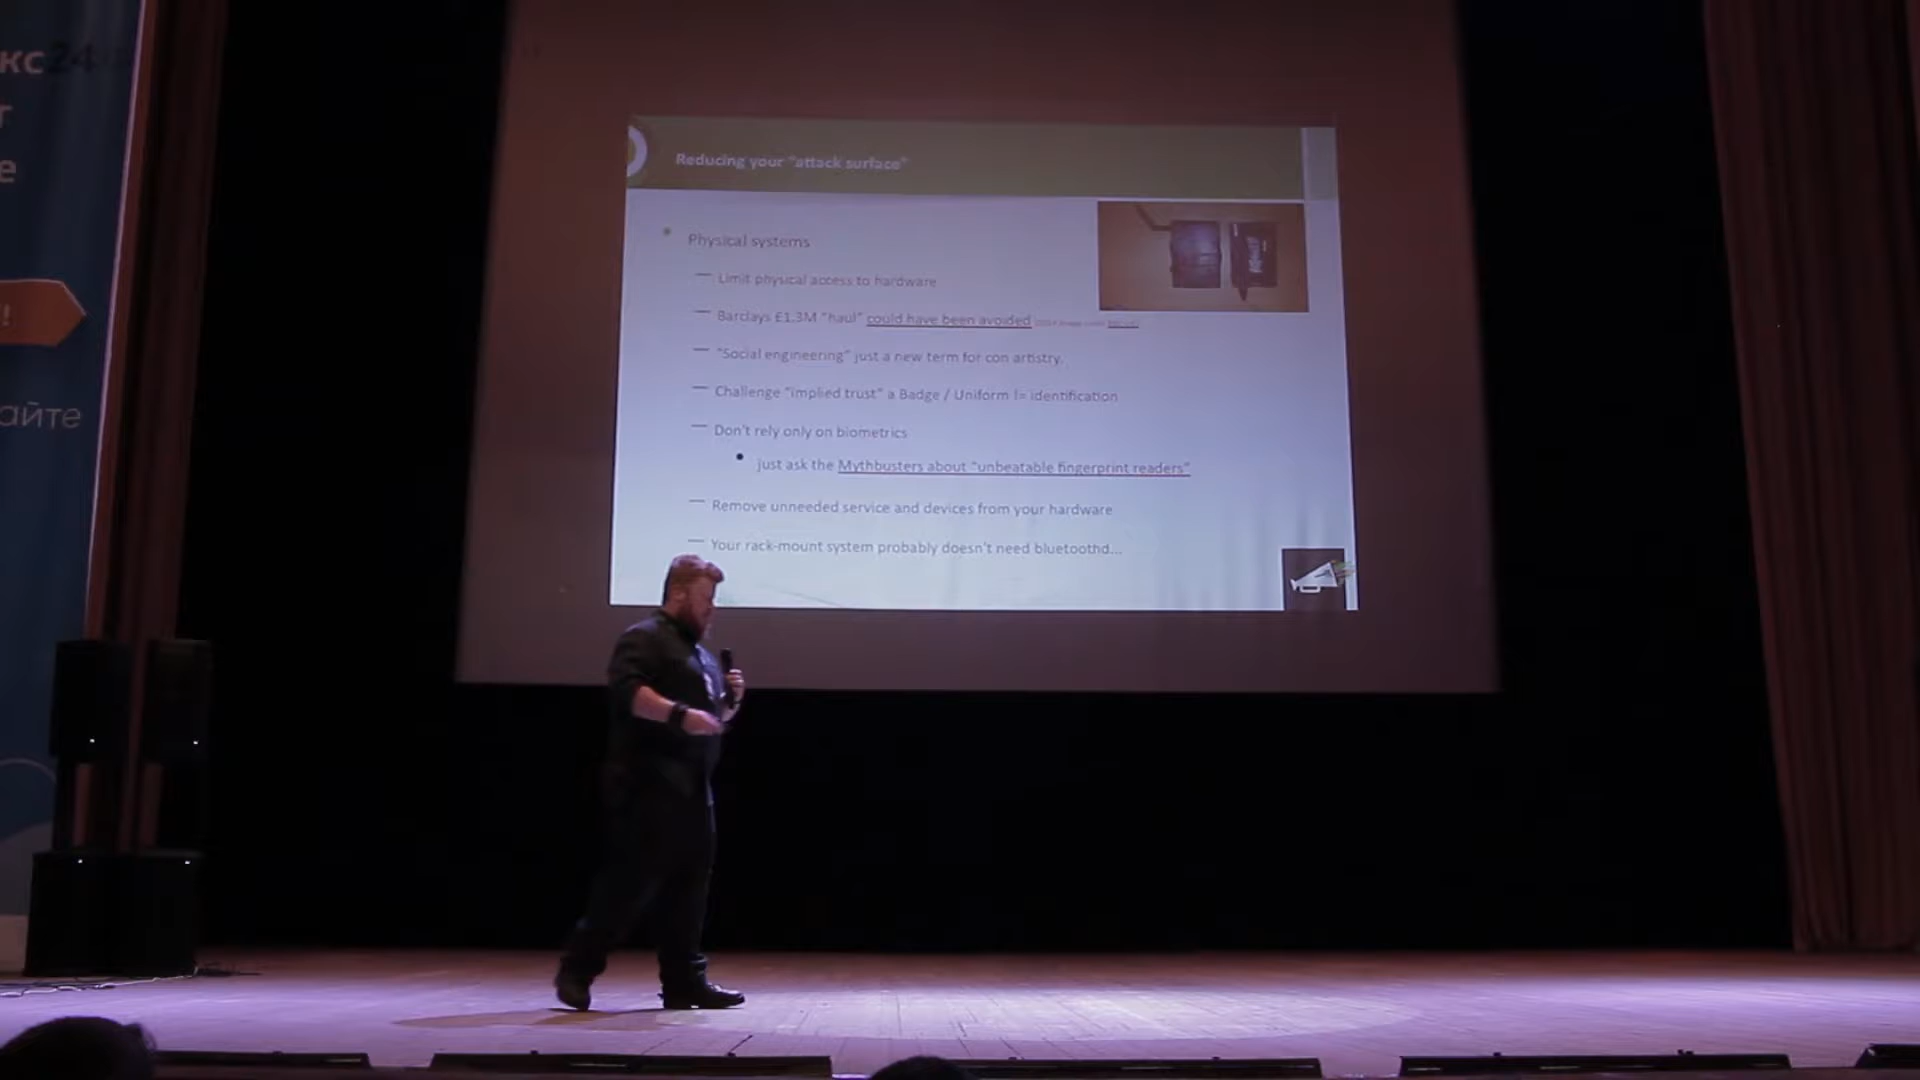 кс24
т
е
!
айте
Reducing your "attack surface"
Physical systems
— Limit physical access to hardware
— Barclays £1.3M "haul" could have been avoided
— "Social engineering" just a new term for con artistry.
— Challenge "implied trust" a Badge / Uniform != identification
— Don't rely only on biometrics
• just ask the Mythbusters about "unbeatable fingerprint readers"
— Remove unneeded service and devices from your hardware
— Your rack-mount system probably doesn't need bluetoothd...